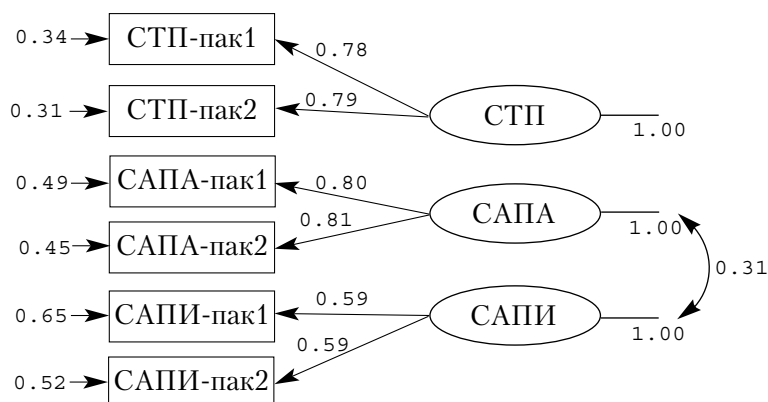 0.34 СТП-пак1 0.78
0.31 СТП-пак2 0.79 СТП 1.00
0.49 САПА-пак1 0.80 САПА 1.00
0.45 САПА-пак2 0.81
0.31
0.65 САПИ-пак1 0.59 САПИ 1.00
0.52 САПИ-пак2 0.59